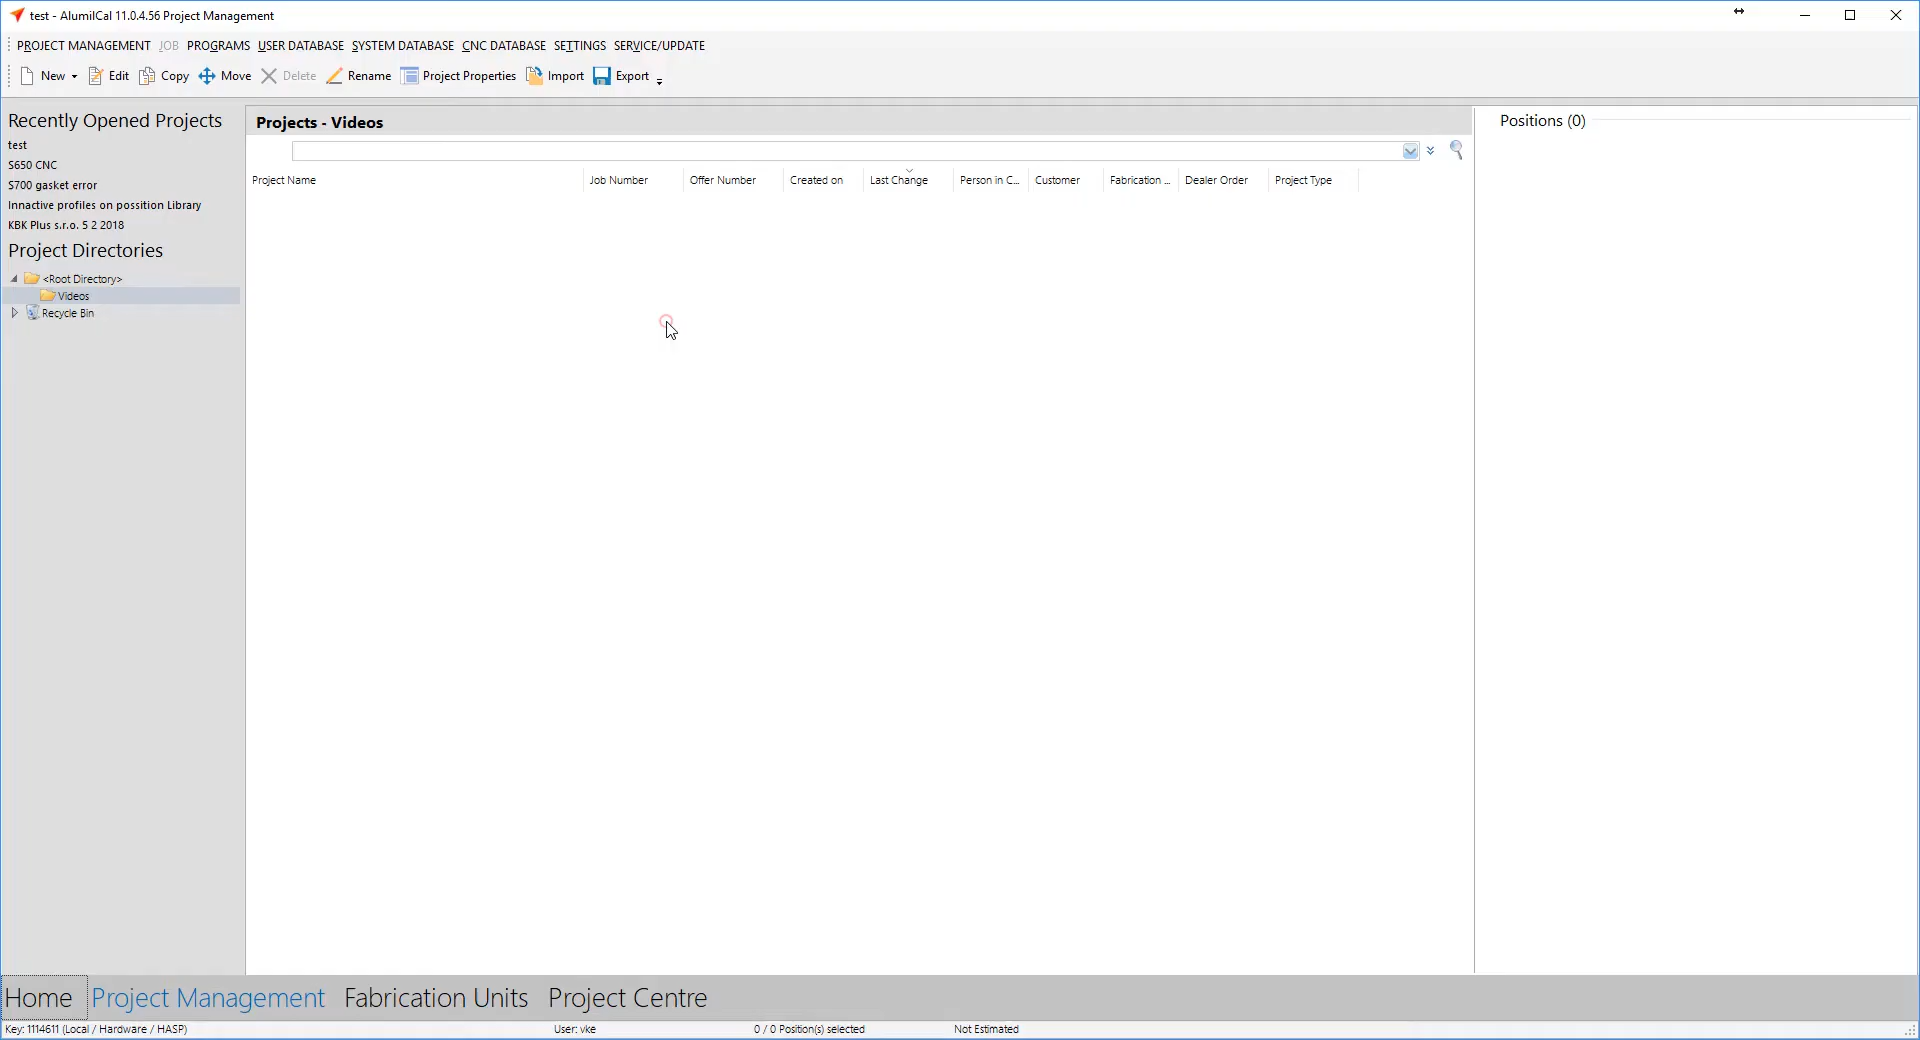 test - AlumilCal 11.0.4.56 Project Management
PROJECT MANAGEMENT JOB PROGRAMS USER DATABASE SYSTEM DATABASE CNC DATABASE SETTINGS SERVICE/UPDATE
New Edit Copy Move Delete Rename Project Properties Import Export
Recently Opened Projects
test
S650 CNC
S700 gasket error
Innactive profiles on possition Library
KBK Plus s.r.o. 5 2 2018
Project Directories
<Root Directory>
Videos
Recycle Bin
Projects - Videos
Project Name Job Number Offer Number Created on Last Change Person in C... Customer Fabrication ... Dealer Order Project Type
Positions (0)
Home Project Management Fabrication Units Project Centre
Key: 1114611 (Local / Hardware / HASP) User: vke 0 / 0 Position(s) selected Not Estimated